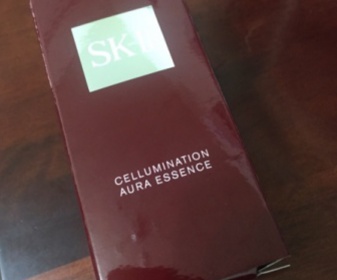 SK-II
CELLUMINATION
AURA ESSENCE